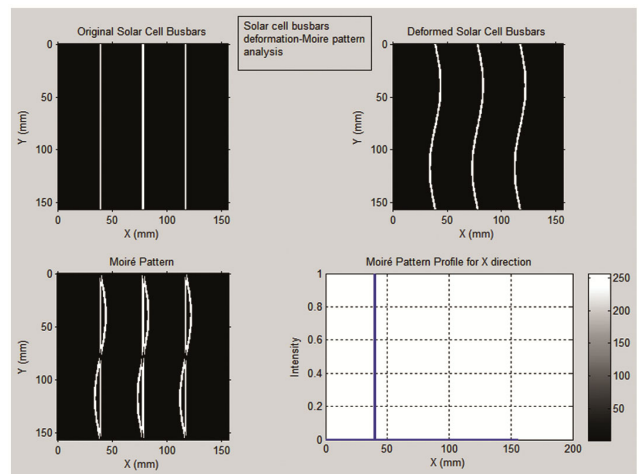 Solar cell busbars
deformation-Moire pattern
analysis
Original Solar Cell Busbars
0
50
100
150
Y (mm)
0
50
100
150
X (mm)
Deformed Solar Cell Busbars
0
50
100
150
Y (mm)
0
50
100
150
X (mm)
Moiré Pattern
0
50
100
150
Y (mm)
0
50
100
150
X (mm)
Moiré Pattern Profile for X direction
1
0.8
0.6
0.4
0.2
0
Intensity
0
50
100
150
200
X (mm)
250
200
150
100
50